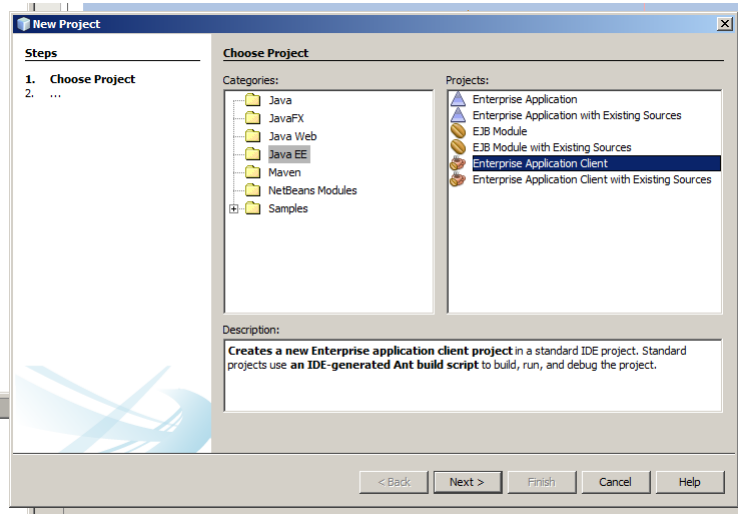 New Project
Steps
1. Choose Project
2. ...
Choose Project
Categories:
Java
JavaFX
Java Web
Java EE
Maven
NetBeans Modules
Samples
Projects:
Enterprise Application
Enterprise Application with Existing Sources
EJB Module
EJB Module with Existing Sources
Enterprise Application Client
Enterprise Application Client with Existing Sources
Description:
Creates a new Enterprise application client project in a standard IDE project. Standard
projects use an IDE-generated Ant build script to build, run, and debug the project.
< Back
Next >
Finish
Cancel
Help